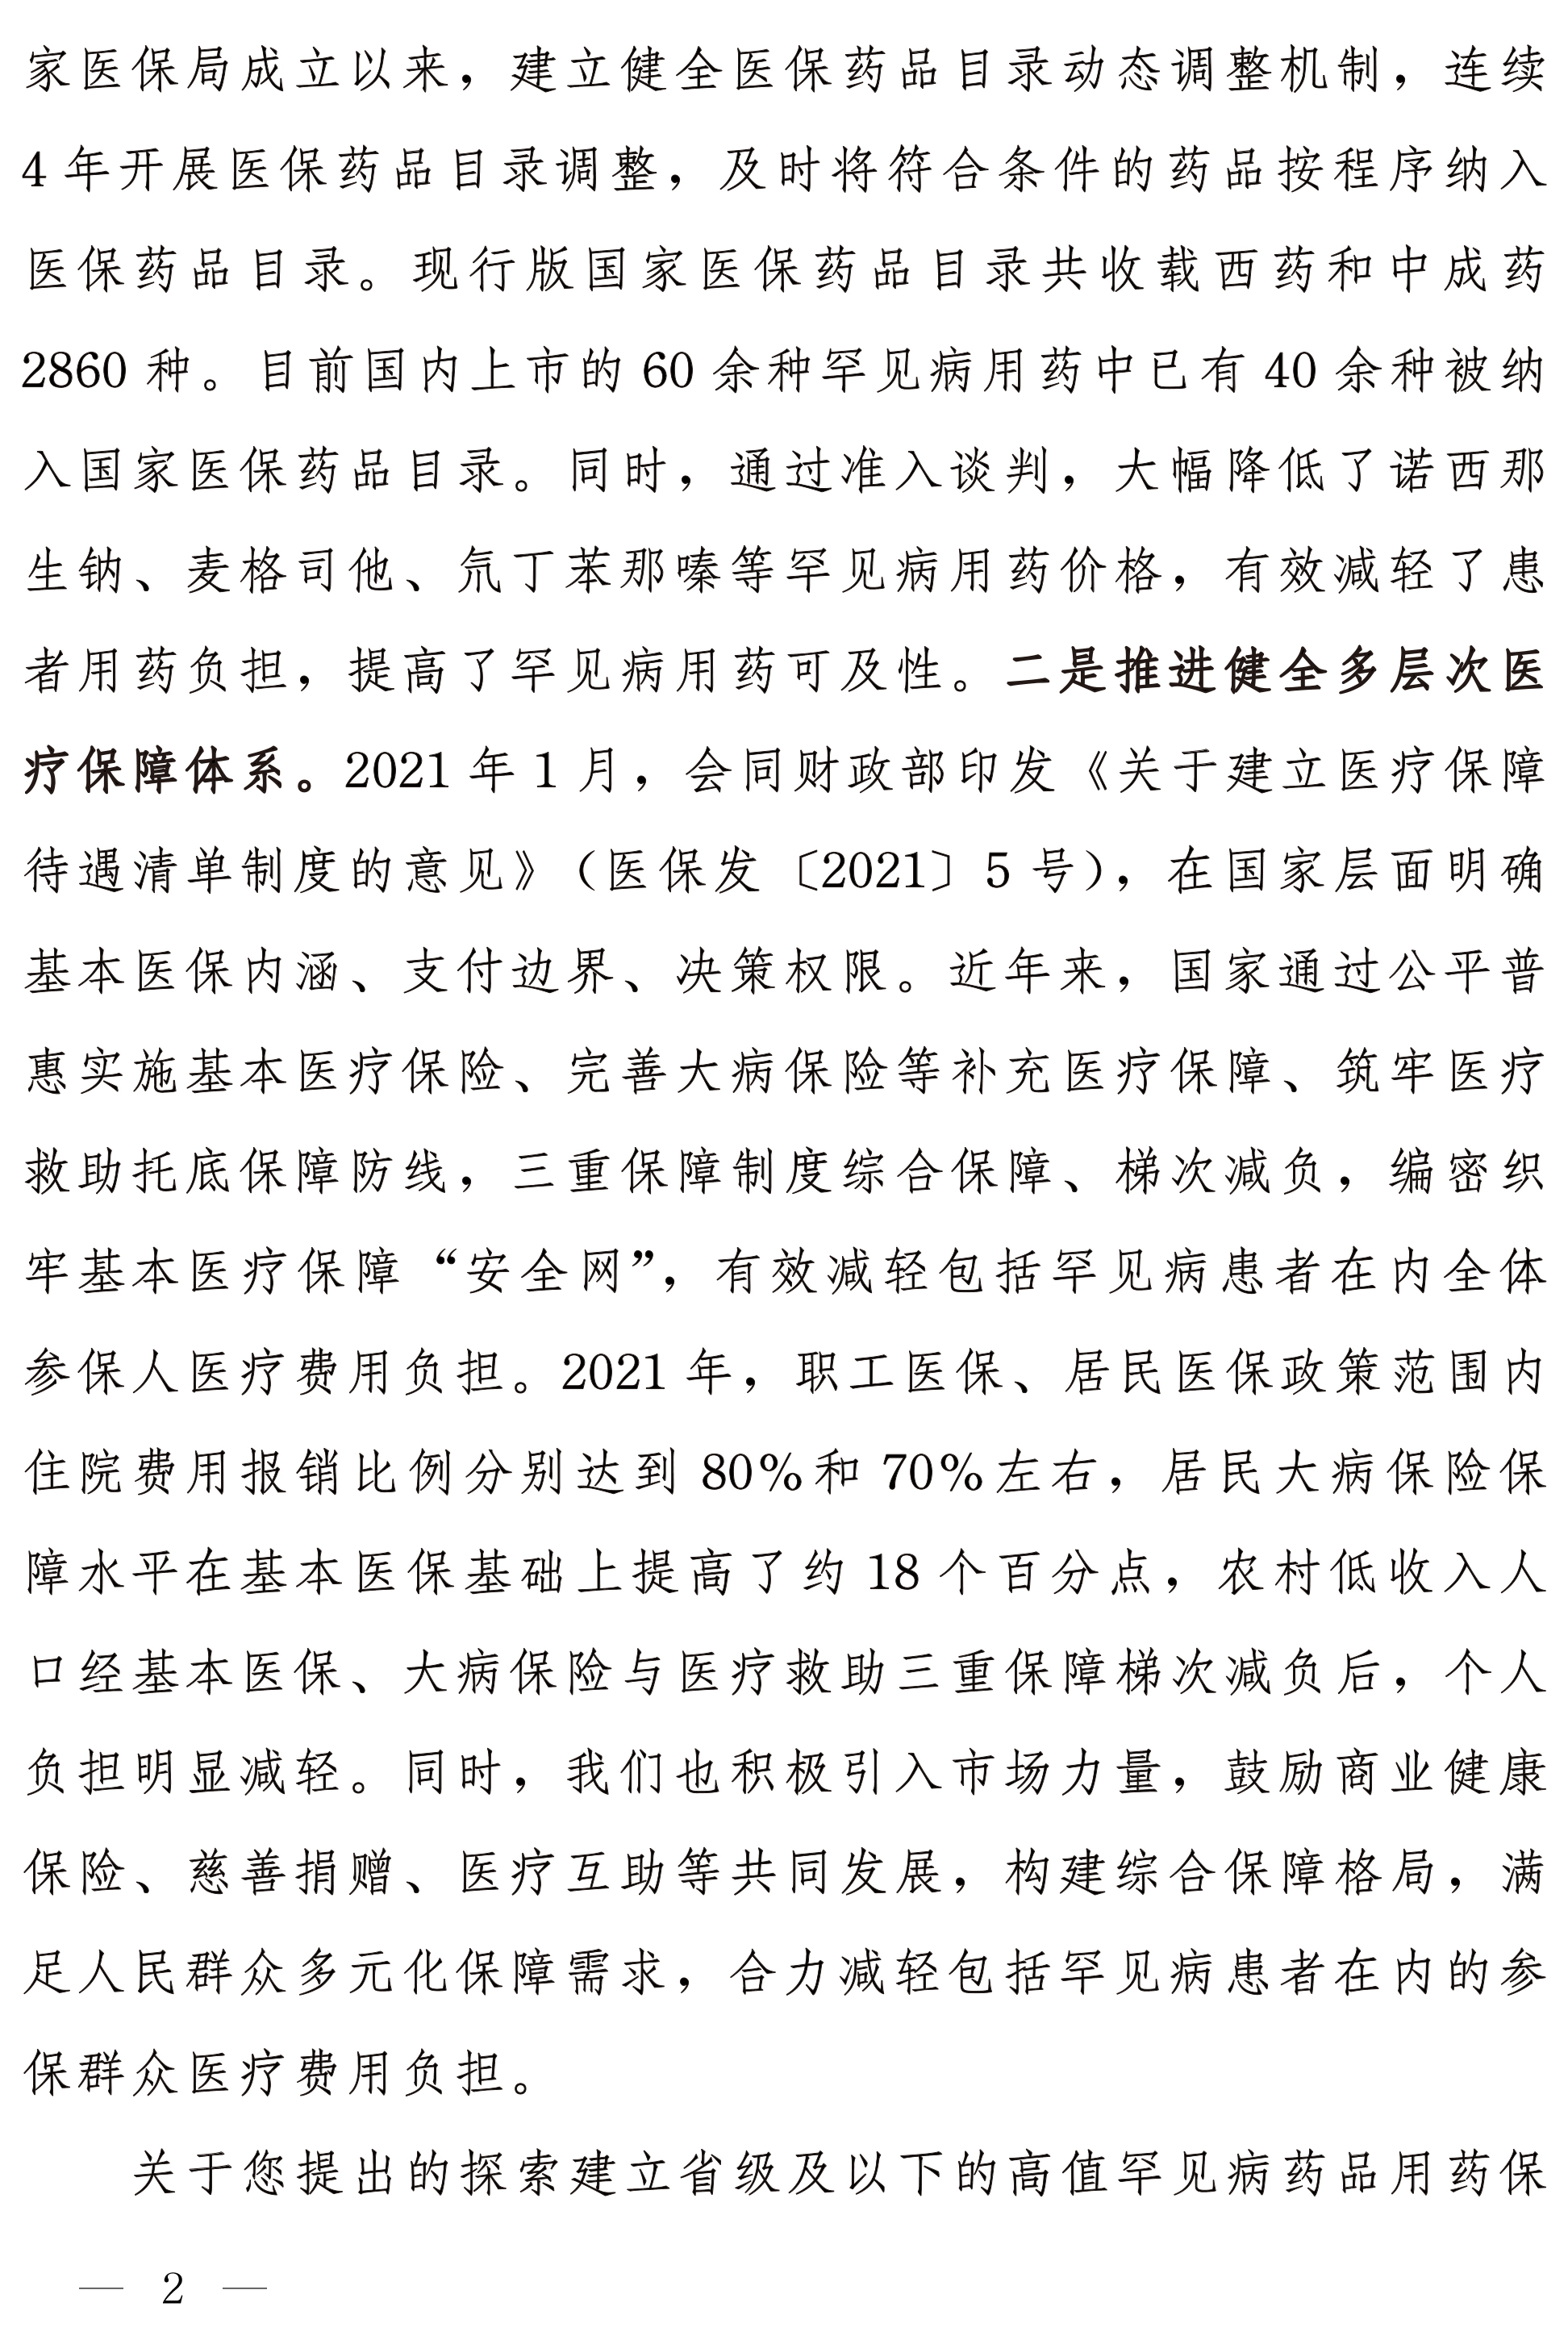 家医保局成立以来，建立健全医保药品目录动态调整机制，连续
4 年开展医保药品目录调整，及时将符合条件的药品按程序纳入
医保药品目录。现行版国家医保药品目录共收载西药和中成药
2860 种。目前国内上市的 60 余种罕见病用药中已有 40 余种被纳
入国家医保药品目录。同时，通过准入谈判，大幅降低了诺西那
生钠、麦格司他、氘丁苯那嗪等罕见病用药价格，有效减轻了患
者用药负担，提高了罕见病用药可及性。二是推进健全多层次医
疗保障体系。2021 年 1 月，会同财政部印发《关于建立医疗保障
待遇清单制度的意见》（医保发〔2021〕5 号），在国家层面明确
基本医保内涵、支付边界、决策权限。近年来，国家通过公平普
惠实施基本医疗保险、完善大病保险等补充医疗保障、筑牢医疗
救助托底保障防线，三重保障制度综合保障、梯次减负，编密织
牢基本医疗保障“安全网”，有效减轻包括罕见病患者在内全体
参保人医疗费用负担。2021 年，职工医保、居民医保政策范围内
住院费用报销比例分别达到 80%和 70%左右，居民大病保险保
障水平在基本医保基础上提高了约 18 个百分点，农村低收入人
口经基本医保、大病保险与医疗救助三重保障梯次减负后，个人
负担明显减轻。同时，我们也积极引入市场力量，鼓励商业健康
保险、慈善捐赠、医疗互助等共同发展，构建综合保障格局，满
足人民群众多元化保障需求，合力减轻包括罕见病患者在内的参
保群众医疗费用负担。
关于您提出的探索建立省级及以下的高值罕见病药品用药保
— 2 —